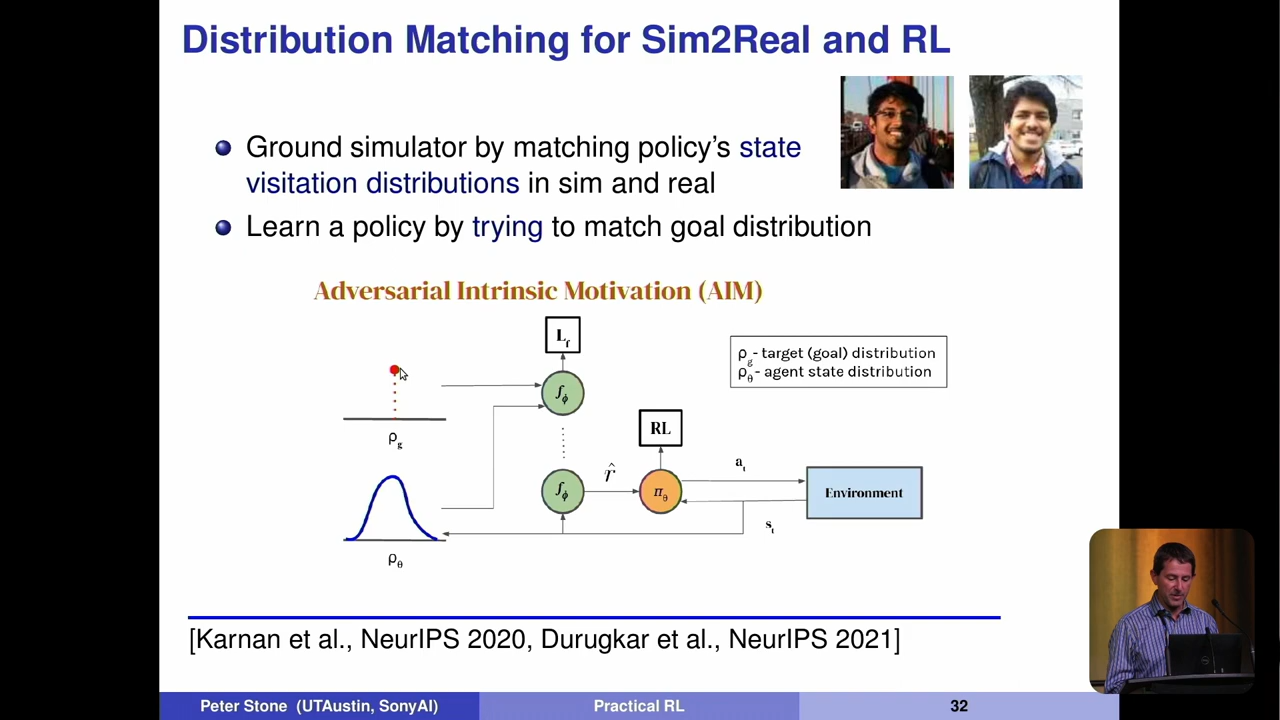 Distribution Matching for Sim2Real and RL
Ground simulator by matching policy's state
visitation distributions in sim and real
Learn a policy by trying to match goal distribution
Adversarial Intrinsic Motivation (AIM)
L_f
ρ_g - target (goal) distribution
ρ_θ - agent state distribution
f_ϕ
ρ_g
RL
r̂
a_t
f_ϕ
π_θ
Environment
s_t
ρ_θ
[Karnan et al., NeurIPS 2020, Durugkar et al., NeurIPS 2021]
Peter Stone (UTAustin, SonyAI)
Practical RL
32